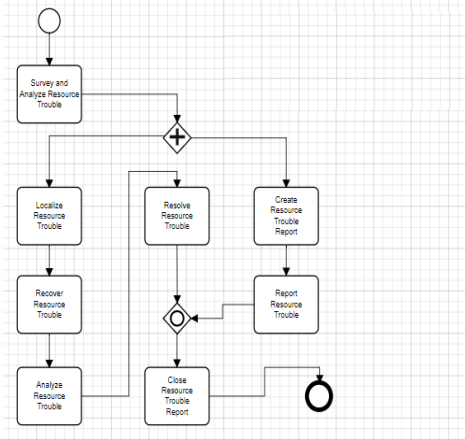 Survey and
Analyze Resource
Trouble
Localize
Resource
Trouble
Resolve
Resource
Trouble
Create
Resource
Trouble
Report
Recover
Resource
Trouble
Report
Resource
Trouble
Analyze
Resource
Trouble
Close
Resource
Trouble
Report